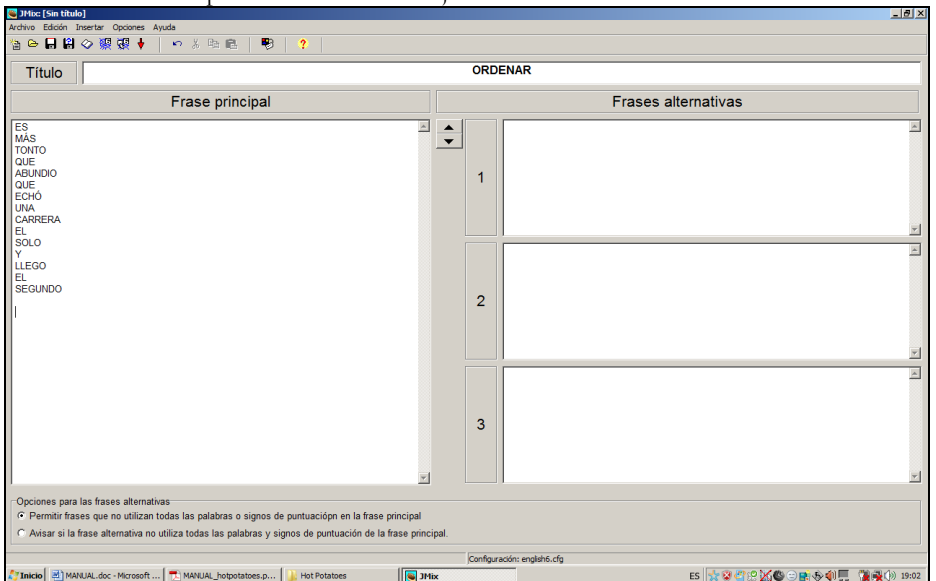 JMix: [Sin título]
Archivo Edición Insertar Opciones Ayuda
Título
ORDENAR
Frase principal
Frases alternativas
ES
MÁS
TONTO
QUE
ABUNDIO
QUE
ECHÓ
UNA
CARRERA
EL
SOLO
Y
LLEGO
EL
SEGUNDO
1
2
3
Opciones para las frases alternativas
Permitir frases que no utilizan todas las palabras o signos de puntuaciópn en la frase principal
Avisar si la frase alternativa no utiliza todas las palabras y signos de puntuación de la frase principal.
Configuración: english6.cfg
Inicio MANUAL.doc - Microsoft ... MANUAL_hotpotatoes.p... Hot Potatoes JMix ES 19:02